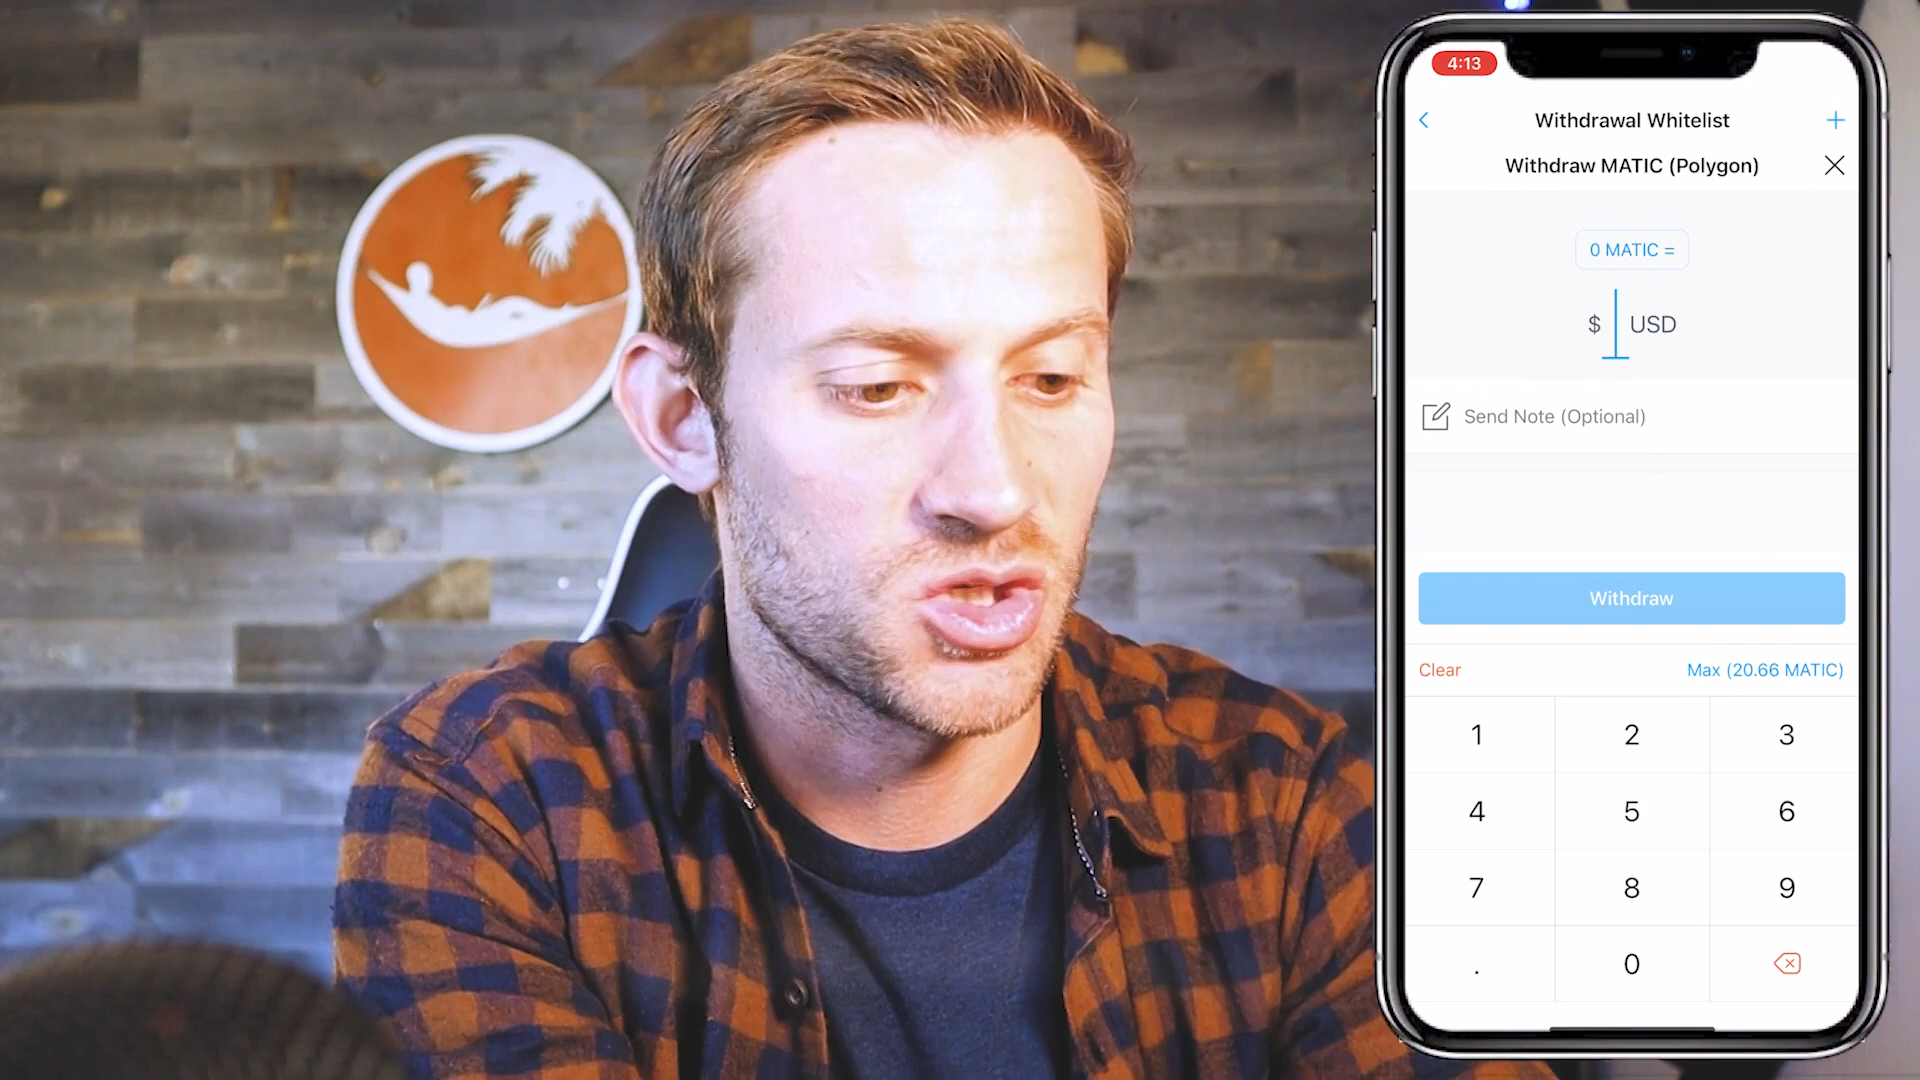 4:13
Withdrawal Whitelist
Withdraw MATIC (Polygon)
0 MATIC =
$ USD
Send Note (Optional)
Withdraw
Clear Max (20.66 MATIC)
1 2 3
4 5 6
7 8 9
. 0